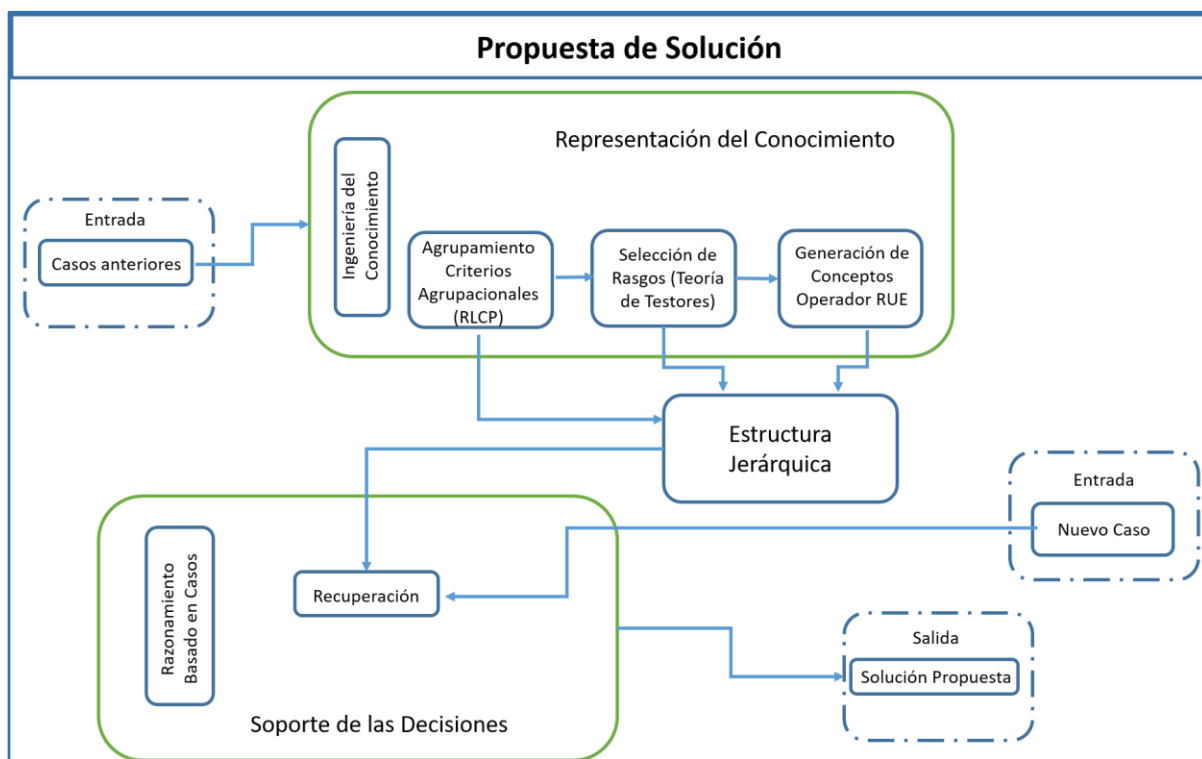 Propuesta de Solución
Representación del Conocimiento
Ingeniería del
Conocimiento
Entrada
Casos anteriores
Agrupamiento
Criterios
Agrupacionales
(RLCP)
Selección de
Rasgos (Teoría
de Testores)
Generación de
Conceptos
Operador RUE
Estructura
Jerárquica
Entrada
Nuevo Caso
Razonamiento
Basado en Casos
Recuperación
Soporte de las Decisiones
Salida
Solución Propuesta